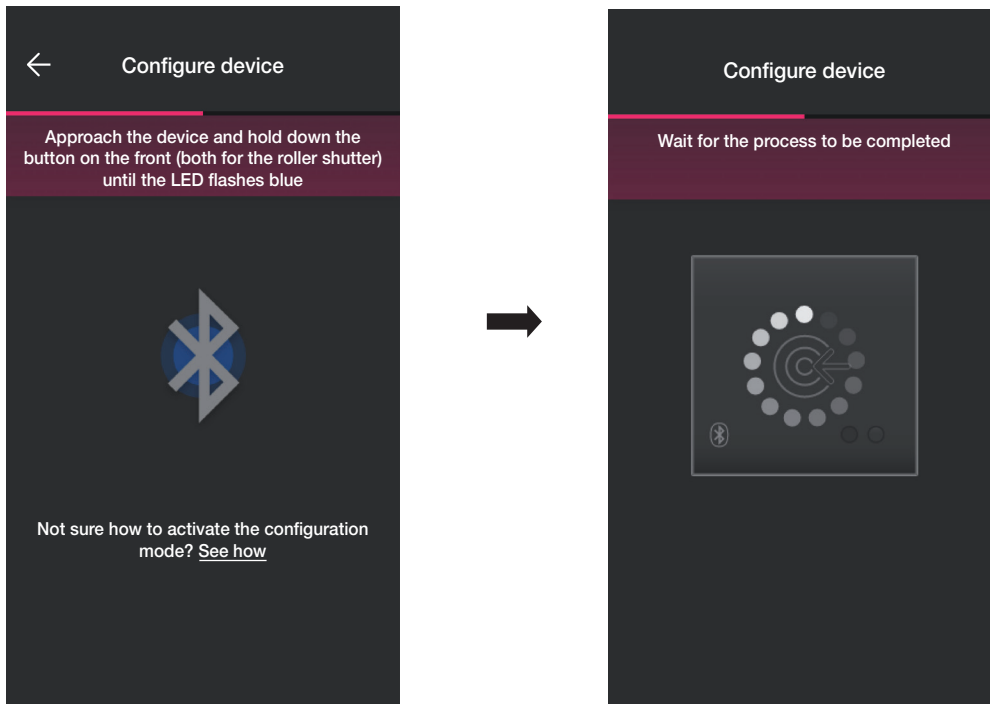 Configure device
Approach the device and hold down the
button on the front (both for the roller shutter)
until the LED flashes blue
Not sure how to activate the configuration
mode? See how
Configure device
Wait for the process to be completed